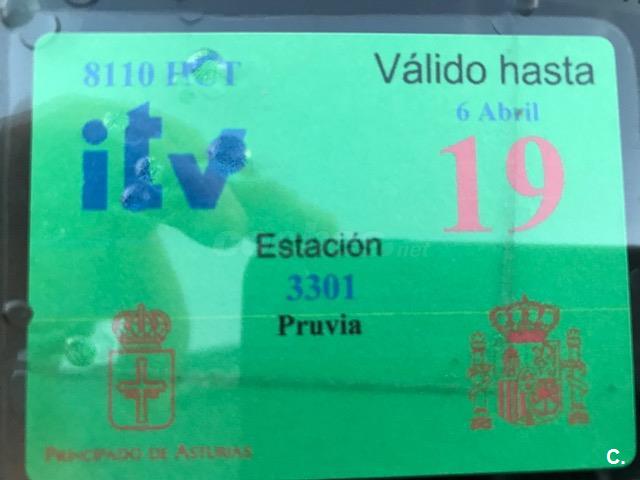 8110 HCT
Válido hasta
6 Abril
itv
19
Estación
3301
Pruvia
PRINCIPADO DE ASTURIAS
C.